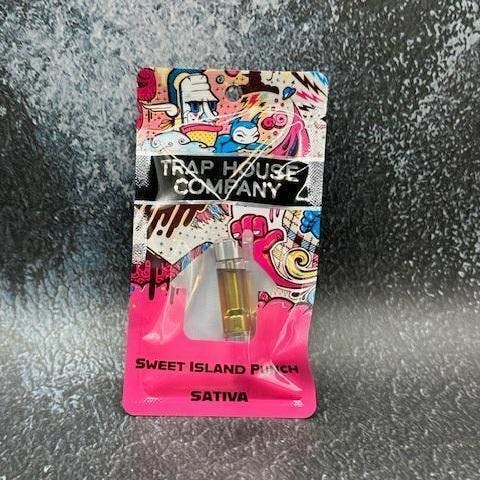 TRAP HOUSE
COMPANY
SWEET ISLAND PUNCH
SATIVA